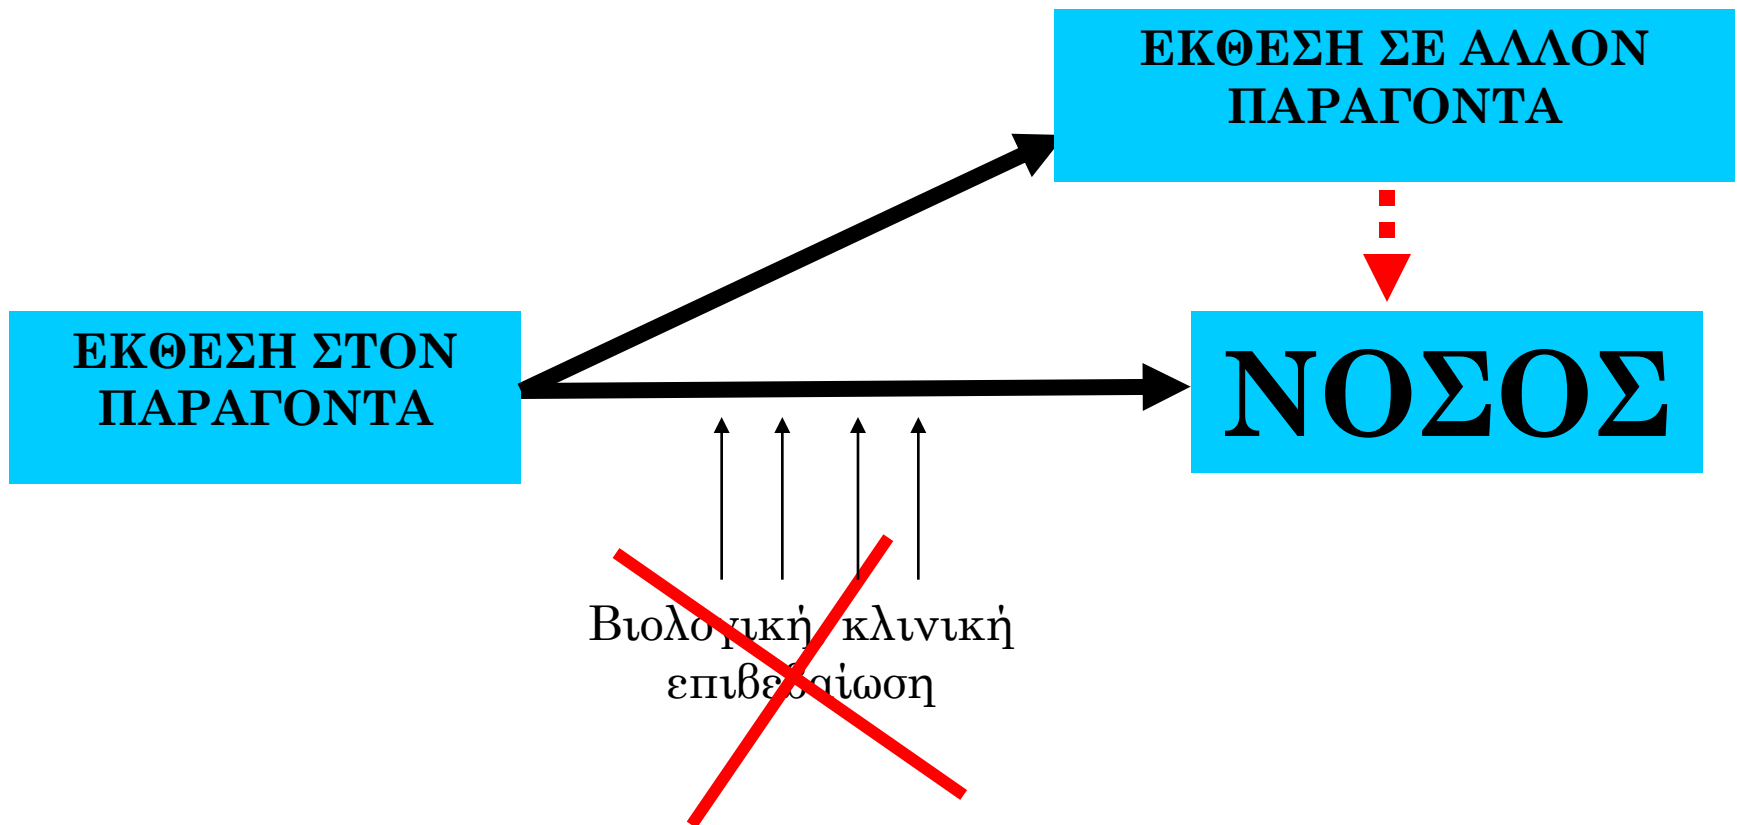 ΕΚΘΕΣΗ ΣΕ ΑΛΛΟΝ
ΠΑΡΑΓΟΝΤΑ
ΕΚΘΕΣΗ ΣΤΟΝ
ΠΑΡΑΓΟΝΤΑ
ΝΟΣΟΣ
Βιολογική κλινική
επιβεβαίωση